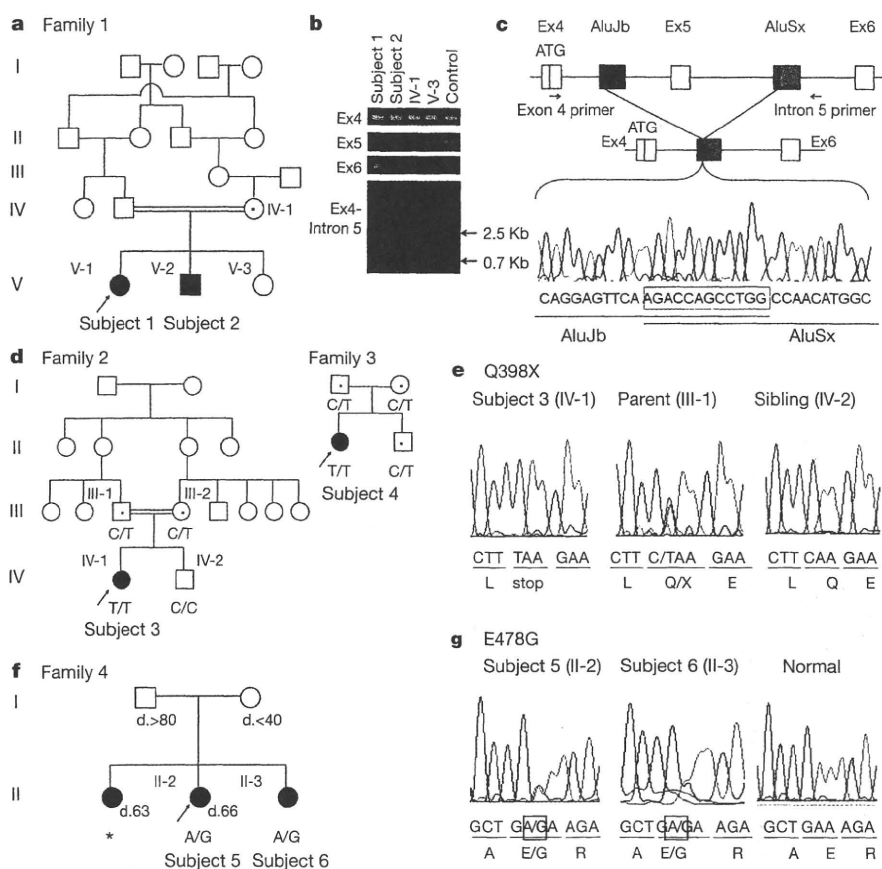 a Family 1
I
II
III
IV
V
IV-1
V-1
V-2
V-3
Subject 1 Subject 2
b
Subject 1
Subject 2
IV-1
V-3
Control
Ex4
Ex5
Ex6
Ex4-
Intron 5
2.5 Kb
0.7 Kb
c
Ex4 AluJb Ex5 AluSx Ex6
ATG
Exon 4 primer
Intron 5 primer
ATG
Ex4
Ex6
CAGGAGTTCA AGACCAGCCTGG CCAACATGGC
AluJb AluSx
d Family 2
I
II
III
IV
III-1
III-2
C/T C/T
IV-1
IV-2
T/T C/C
Subject 3
Family 3
C/T C/T
T/T C/T
Subject 4
e Q398X
Subject 3 (IV-1) Parent (III-1) Sibling (IV-2)
CTT TAA GAA CTT C/TAA GAA CTT CAA GAA
L stop L Q/X E L Q E
f Family 4
I
II
d.>80 d.<40
II-2
II-3
d.63
d.66
* A/G A/G
Subject 5 Subject 6
g E478G
Subject 5 (II-2) Subject 6 (II-3) Normal
GCT GA/GA AGA GCT GA/GA AGA GCT GAA AGA
A E/G R A E/G R A E R